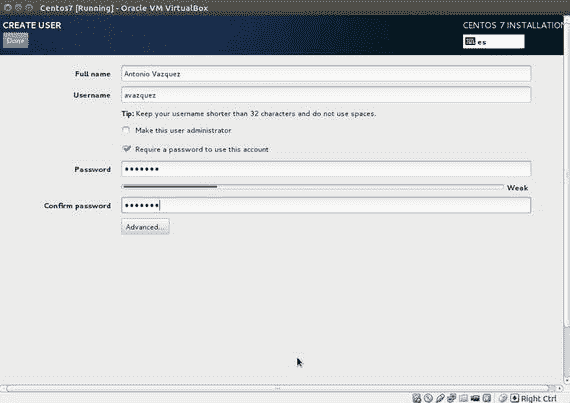 Centos7 [Running] - Oracle VM VirtualBox
CREATE USER
CENTOS 7 INSTALLATION
Done
es
Full name
Antonio Vazquez
Username
avazquez
Tip: Keep your username shorter than 32 characters and do not use spaces.
Make this user administrator
Require a password to use this account
Password
•••••••
Weak
Confirm password
•••••••
Advanced...
Right Ctrl